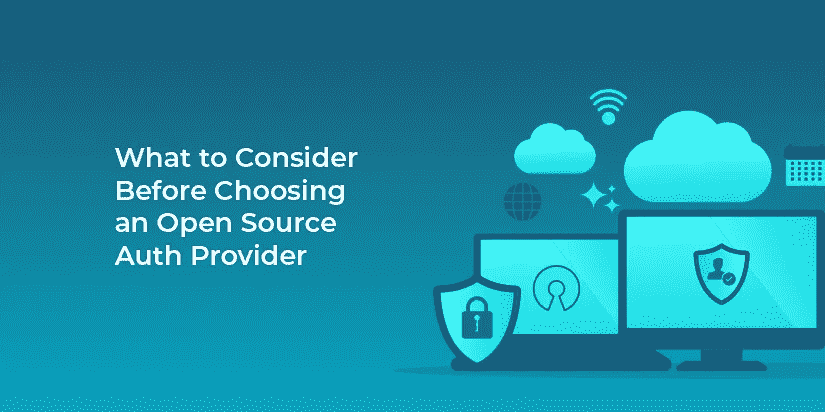 What to Consider
Before Choosing
an Open Source
Auth Provider